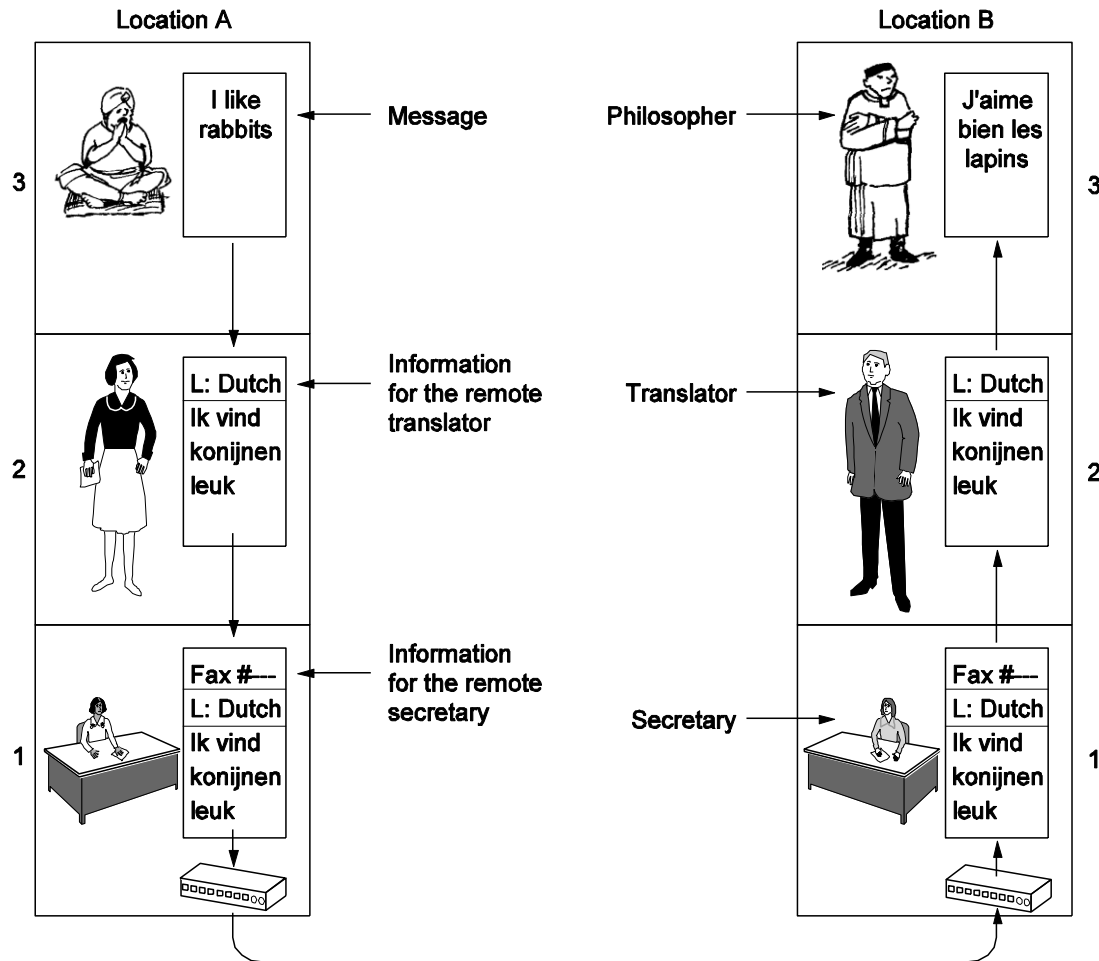 Location A
Location B
I like
rabbits
Message
Philosopher
J'aime
bien les
lapins
3
3
L: Dutch
Ik vind
konijnen
leuk
Information
for the remote
translator
Translator
L: Dutch
Ik vind
konijnen
leuk
2
2
Fax #---
L: Dutch
Ik vind
konijnen
leuk
Information
for the remote
secretary
Secretary
Fax #---
L: Dutch
Ik vind
konijnen
leuk
1
1